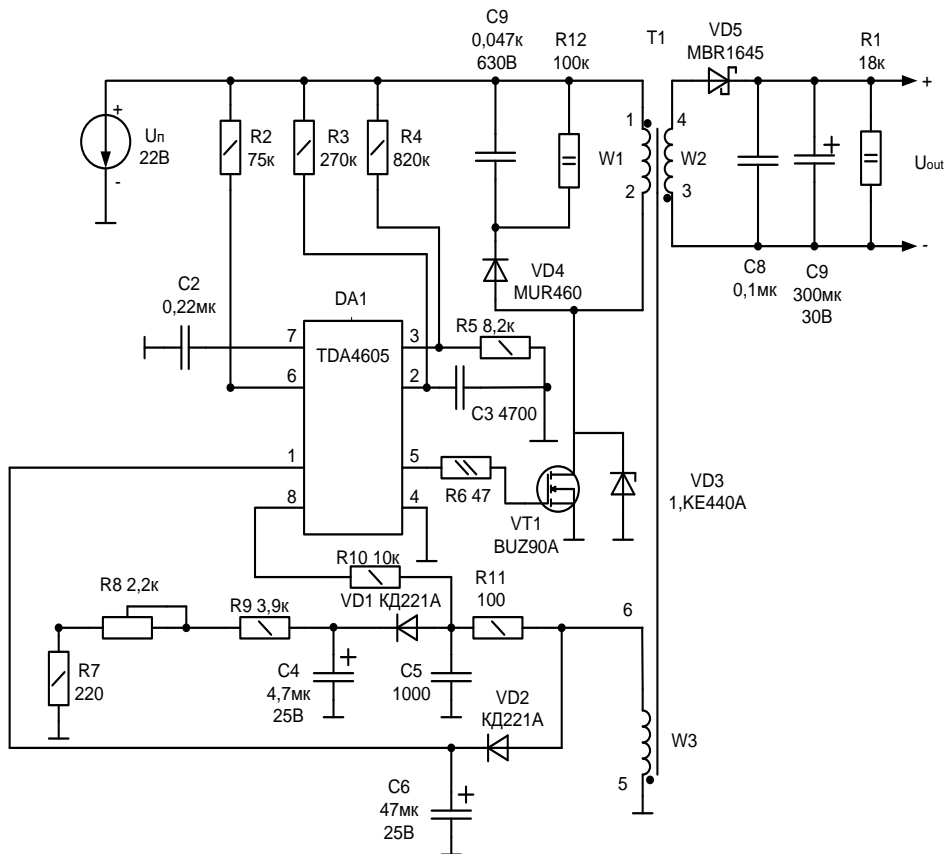 C9
0,047к
630В
R12
100к
T1
VD5
MBR1645
R1
18к
+
Uп
22В
-
R2
75к
R3
270к
R4
820к
1
W1
2
4
W2
3
+
+
Uout
-
VD4
MUR460
C8
0,1мк
C9
300мк
30В
C2
0,22мк
DA1
TDA4605
7
6
1
8
3
2
5
4
R5 8,2к
C3 4700
R6 47
VT1
BUZ90A
VD3
1,KE440A
R10 10к
R8 2,2к
R9 3,9к
VD1 КД221А
R11
100
6
R7
220
C4
4,7мк
25В
+
C5
1000
VD2
КД221А
W3
5
C6
47мк
25В
+